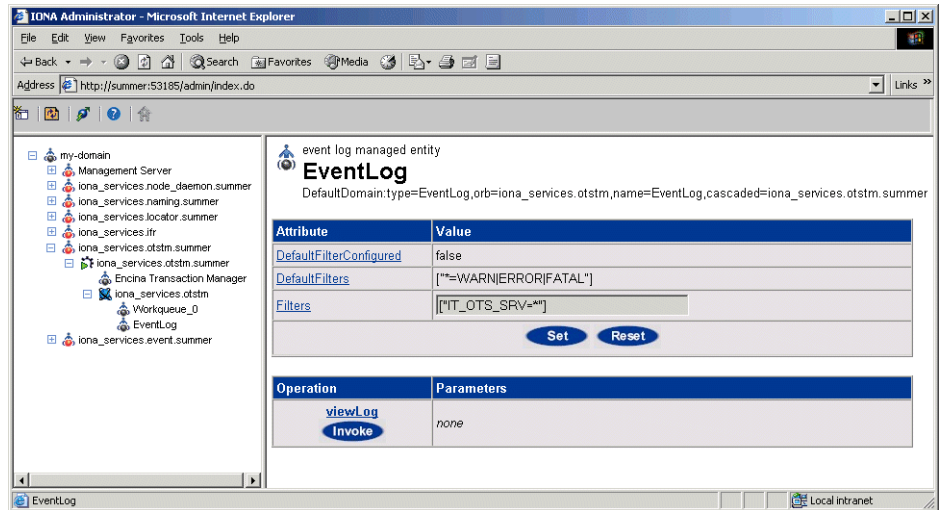 IONA Administrator - Microsoft Internet Explorer
File Edit View Favorites Tools Help
Back Search Favorites Media
Address http://summer:53185/admin/index.do Links »
my-domain
Management Server
iona_services.node_daemon.summer
iona_services.naming.summer
iona_services.locator.summer
iona_services.ifr
iona_services.otstm.summer
iona_services.otstm.summer
Encina Transaction Manager
iona_services.otstm
Workqueue_0
EventLog
iona_services.event.summer
event log managed entity
EventLog
DefaultDomain:type=EventLog,orb=iona_services.otstm,name=EventLog,cascaded=iona_services.otstm.summer
Attribute Value
DefaultFilterConfigured false
DefaultFilters ["*=WARN|ERROR|FATAL"]
Filters ["IT_OTS_SRV=*"]
Set Reset
Operation Parameters
viewLog
Invoke none
EventLog Local intranet